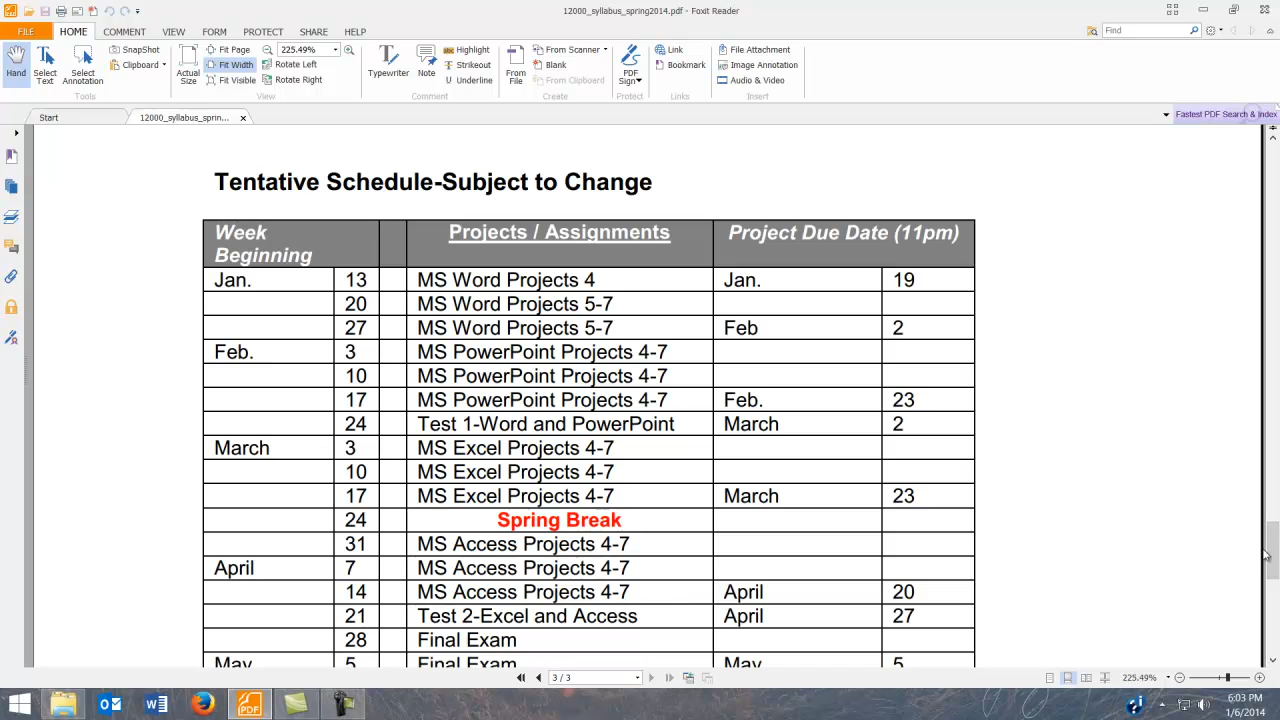 12000_syllabus_spring2014.pdf - Foxit Reader
FILE HOME COMMENT VIEW FORM PROTECT SHARE HELP Find
Hand Select Text Select Annotation SnapShot Clipboard Tools
Actual Size Fit Page Fit Width Fit Visible 225.49% Rotate Left Rotate Right View
Typewriter Note Highlight Strikeout Underline Comment
From File From Scanner Blank From Clipboard Create
PDF Sign Protect
Link Bookmark Links
File Attachment Image Annotation Audio & Video Insert
Start 12000_syllabus_sprin... Fastest PDF Search & Index
Tentative Schedule-Subject to Change
Week Beginning Projects / Assignments Project Due Date (11pm)
Jan. 13 MS Word Projects 4 Jan. 19
20 MS Word Projects 5-7
27 MS Word Projects 5-7 Feb 2
Feb. 3 MS PowerPoint Projects 4-7
10 MS PowerPoint Projects 4-7
17 MS PowerPoint Projects 4-7 Feb. 23
24 Test 1-Word and PowerPoint March 2
March 3 MS Excel Projects 4-7
10 MS Excel Projects 4-7
17 MS Excel Projects 4-7 March 23
24 Spring Break
31 MS Access Projects 4-7
April 7 MS Access Projects 4-7
14 MS Access Projects 4-7 April 20
21 Test 2-Excel and Access April 27
28 Final Exam
May 5 Final Exam May 5
3 / 3 225.49%
6:03 PM
1/6/2014